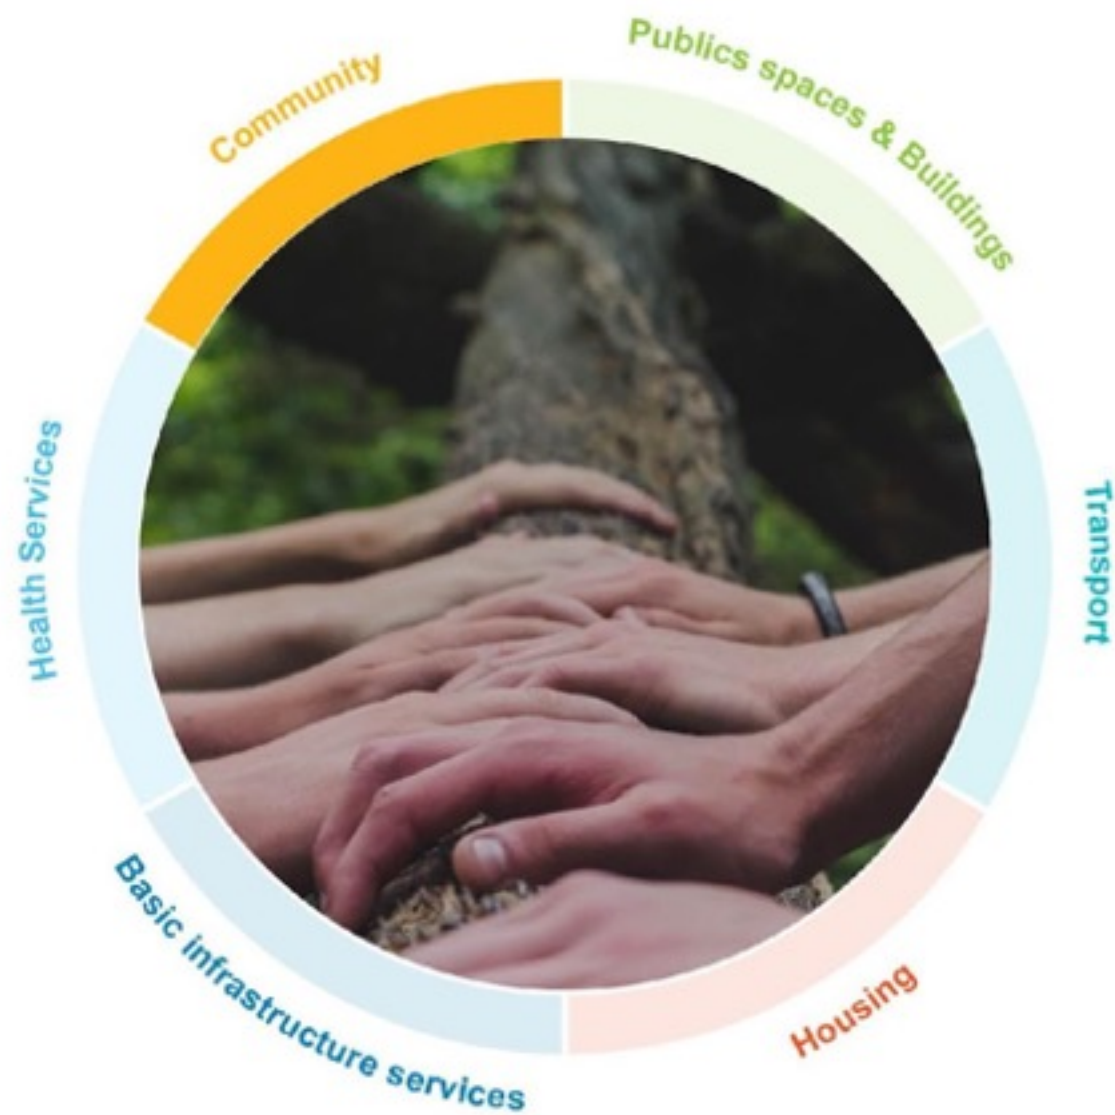 Community
Publics spaces & Buildings
Transport
Housing
Basic infrastructure services
Health Services